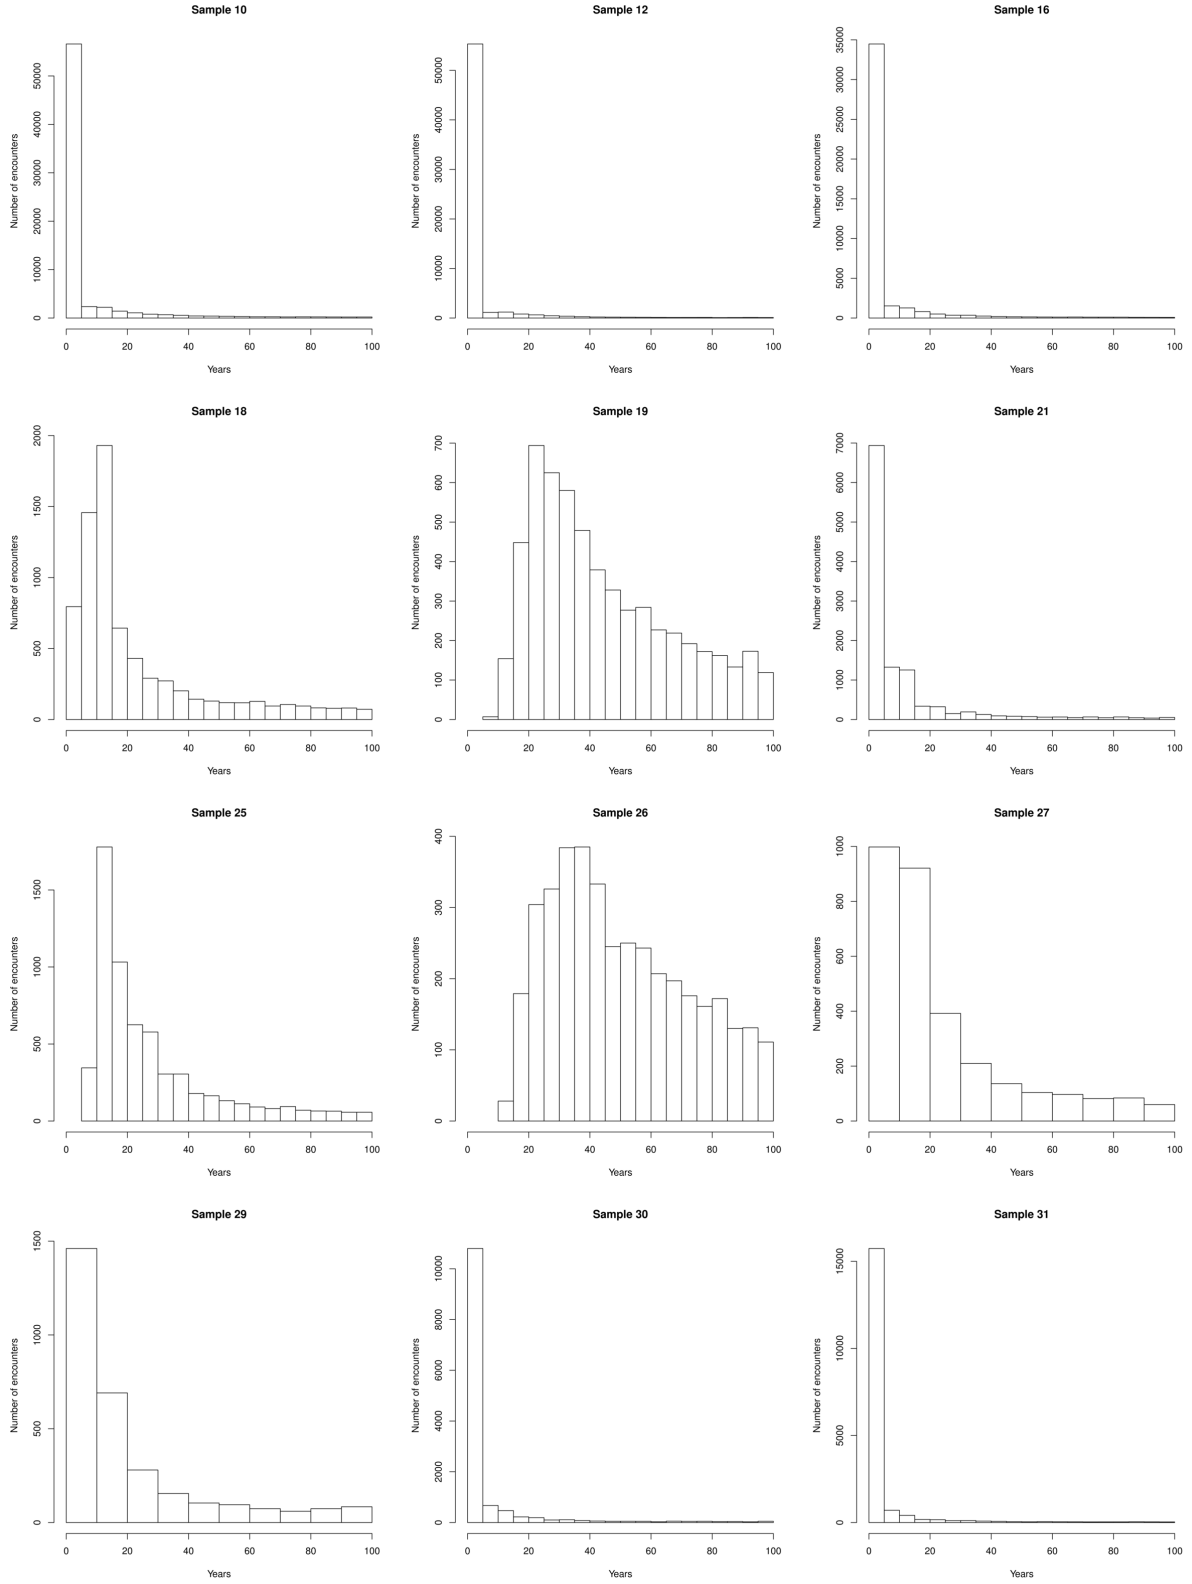 Sample 10
Number of encounters
0
10000
20000
30000
40000
50000
0 20 40 60 80 100
Years
Sample 12
Number of encounters
0
10000
20000
30000
40000
50000
0 20 40 60 80 100
Years
Sample 16
Number of encounters
0
5000
10000
15000
20000
25000
30000
35000
0 20 40 60 80 100
Years
Sample 18
Number of encounters
0
500
1000
1500
2000
0 20 40 60 80 100
Years
Sample 19
Number of encounters
0
100
200
300
400
500
600
700
0 20 40 60 80 100
Years
Sample 21
Number of encounters
0
1000
2000
3000
4000
5000
6000
7000
0 20 40 60 80 100
Years
Sample 25
Number of encounters
0
500
1000
1500
0 20 40 60 80 100
Years
Sample 26
Number of encounters
0
100
200
300
400
0 20 40 60 80 100
Years
Sample 27
Number of encounters
0
200
400
600
800
1000
0 20 40 60 80 100
Years
Sample 29
Number of encounters
0
500
1000
1500
0 20 40 60 80 100
Years
Sample 30
Number of encounters
0
2000
4000
6000
8000
10000
0 20 40 60 80 100
Years
Sample 31
Number of encounters
0
5000
10000
15000
0 20 40 60 80 100
Years